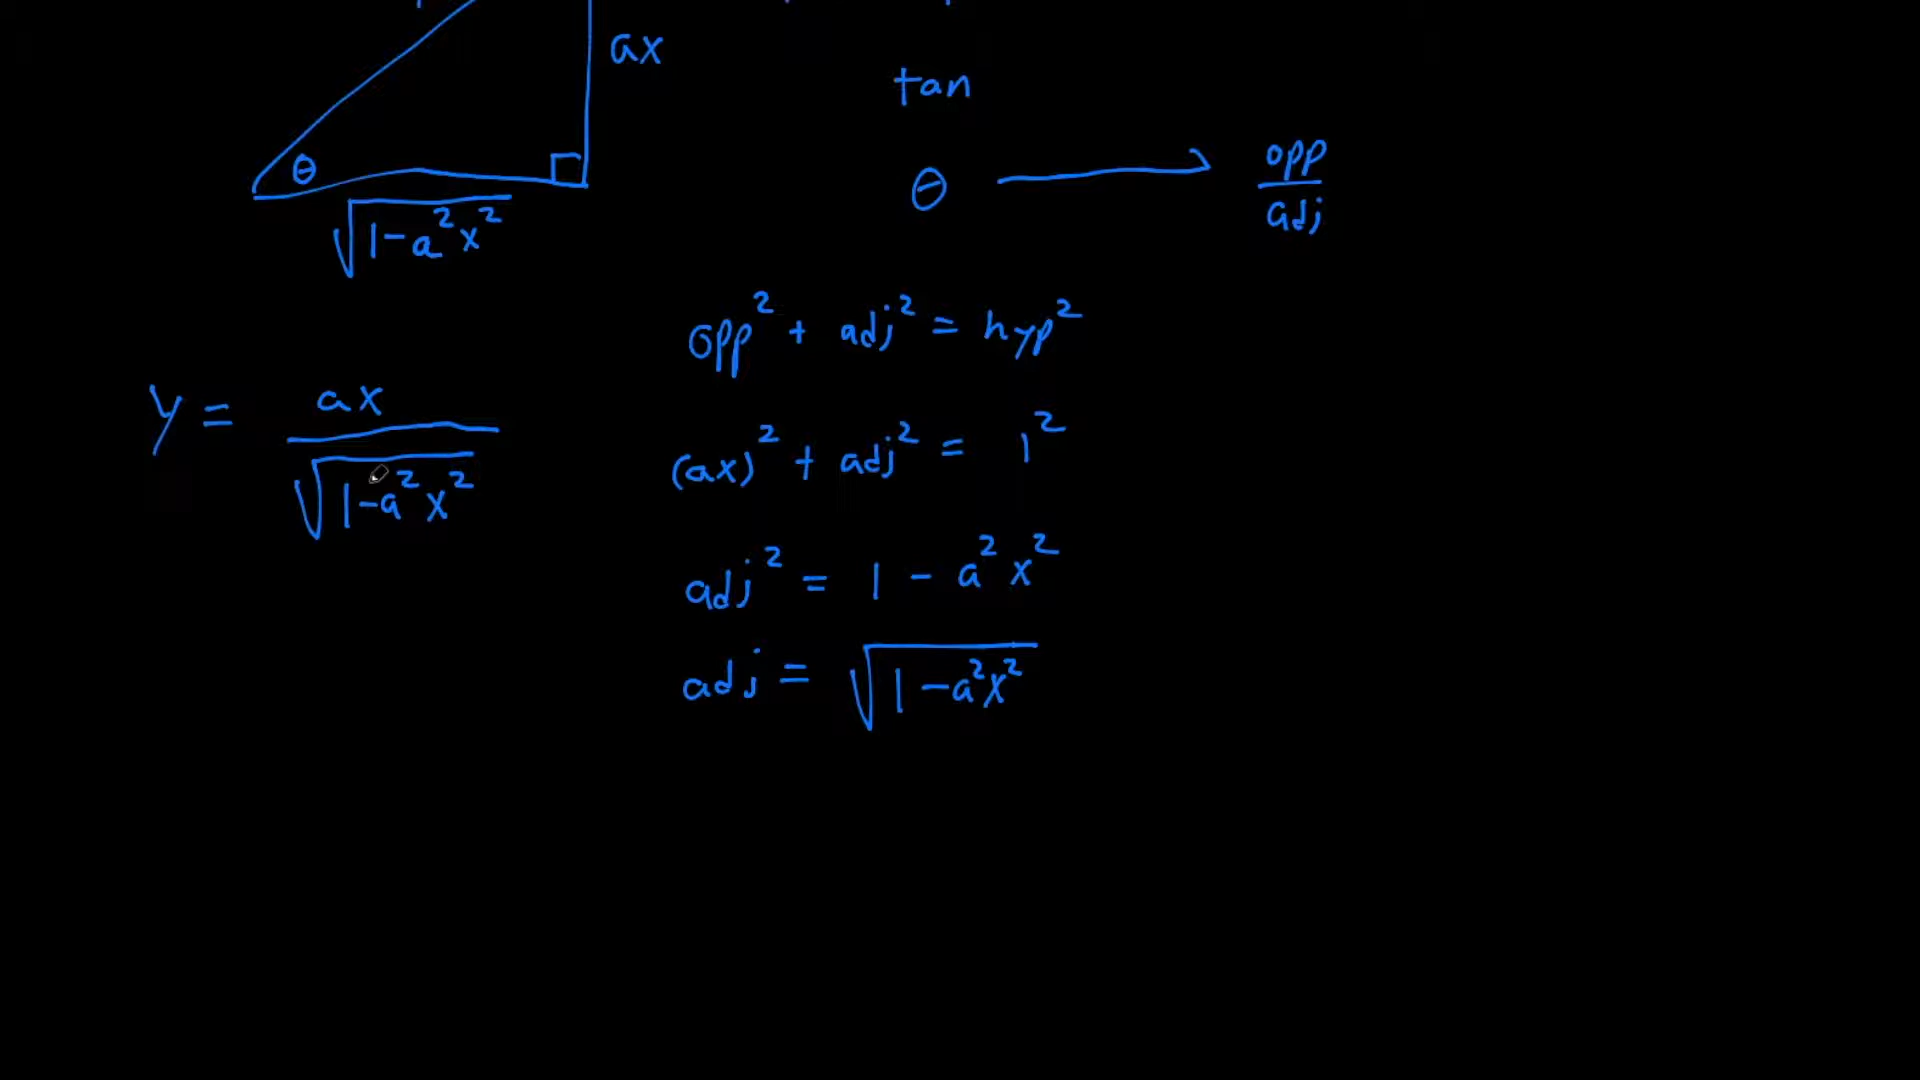 ax
tan
θ
θ → opp/adj
√(1-a²x²)
opp² + adj² = hyp²
y = ax/√(1-a²x²)
(ax)² + adj² = 1²
adj² = 1 - a²x²
adj = √(1-a²x²)